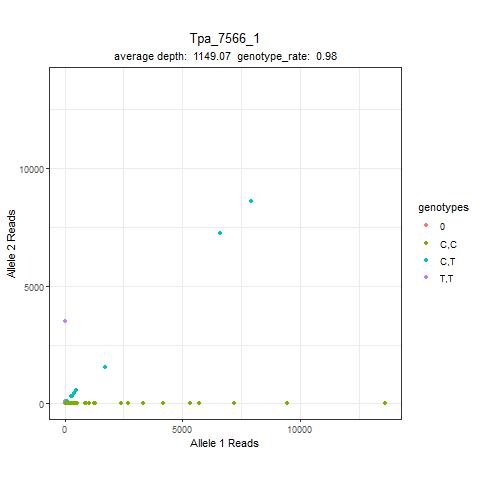 Tpa_7566_1
average depth: 1149.07 genotype_rate: 0.98
Allele 2 Reads
10000
5000
0
0
5000
10000
Allele 1 Reads
genotypes
0
C,C
C,T
T,T